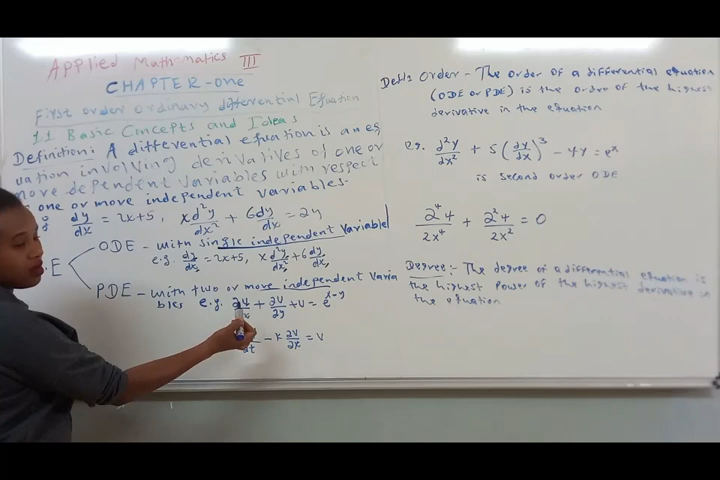 Applied Mathematics III
CHAPTER-one
First order Ordinary differential Equation
1.1 Basic Concepts and Ideas
Definition: A differential equation is an eq
uation involving derivatives of one or
more dependent variables with respect
one or more independent variables.
dy/dx = 2x+5, x d²y/dx² + 6 dy/dx = 2y
E
ODE - with single independent variable
e.g. dy/dx = 2x+5, x d²y/dx² + 6 dy/dx
PDE - with two or more independent varia
bles e.g. + ∂v/∂y + v = e^x-y
- k ∂v/∂x = v
Def'n Order - The order of a differential equation
(ODE or PDE) is the order of the highest
derivative in the equation
eg. d²y/dx² + 5(dy/dx)³ - 4y = e^x
is second order ODE
∂⁴4/∂x⁴ + ∂²4/∂x² = 0
Degree:- The degree of a differential equation is
the highest power of the highest derivative in
the equation